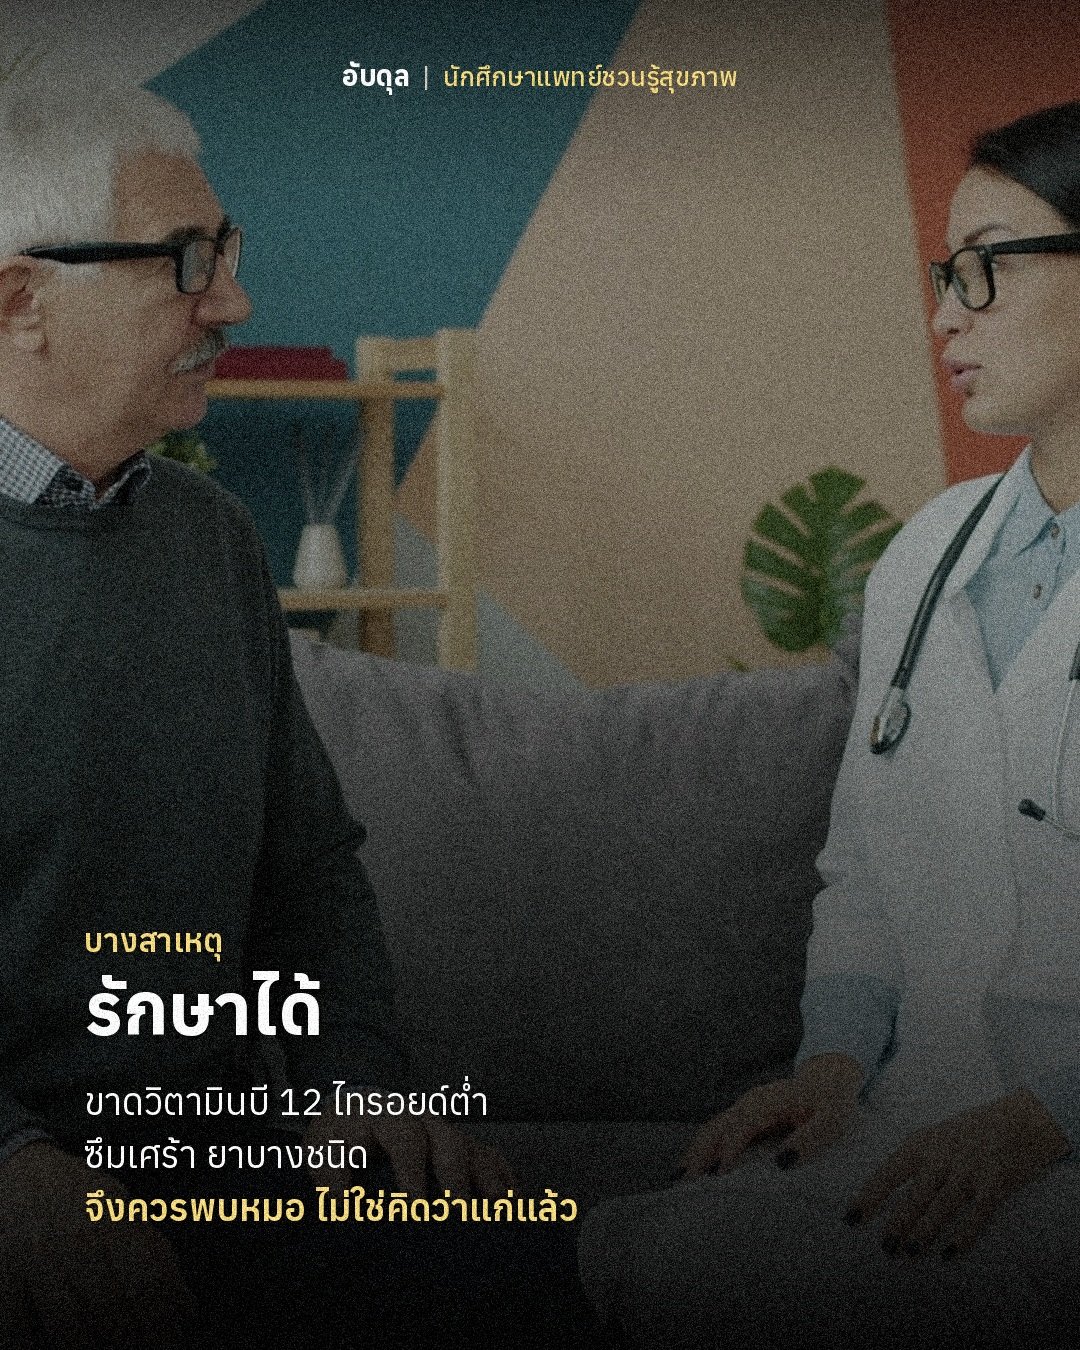 อับดุล | นักศึกษาแพทย์ชวนรู้สุขภาพ
บางสาเหตุ
รักษาได้
ขาดวิตามินบี 12 ไทรอยด์ต่ำ
ซึมเศร้า ยาบางชนิด
จึงควรพบหมอ ไม่ใช่คิดว่าแก่แล้ว